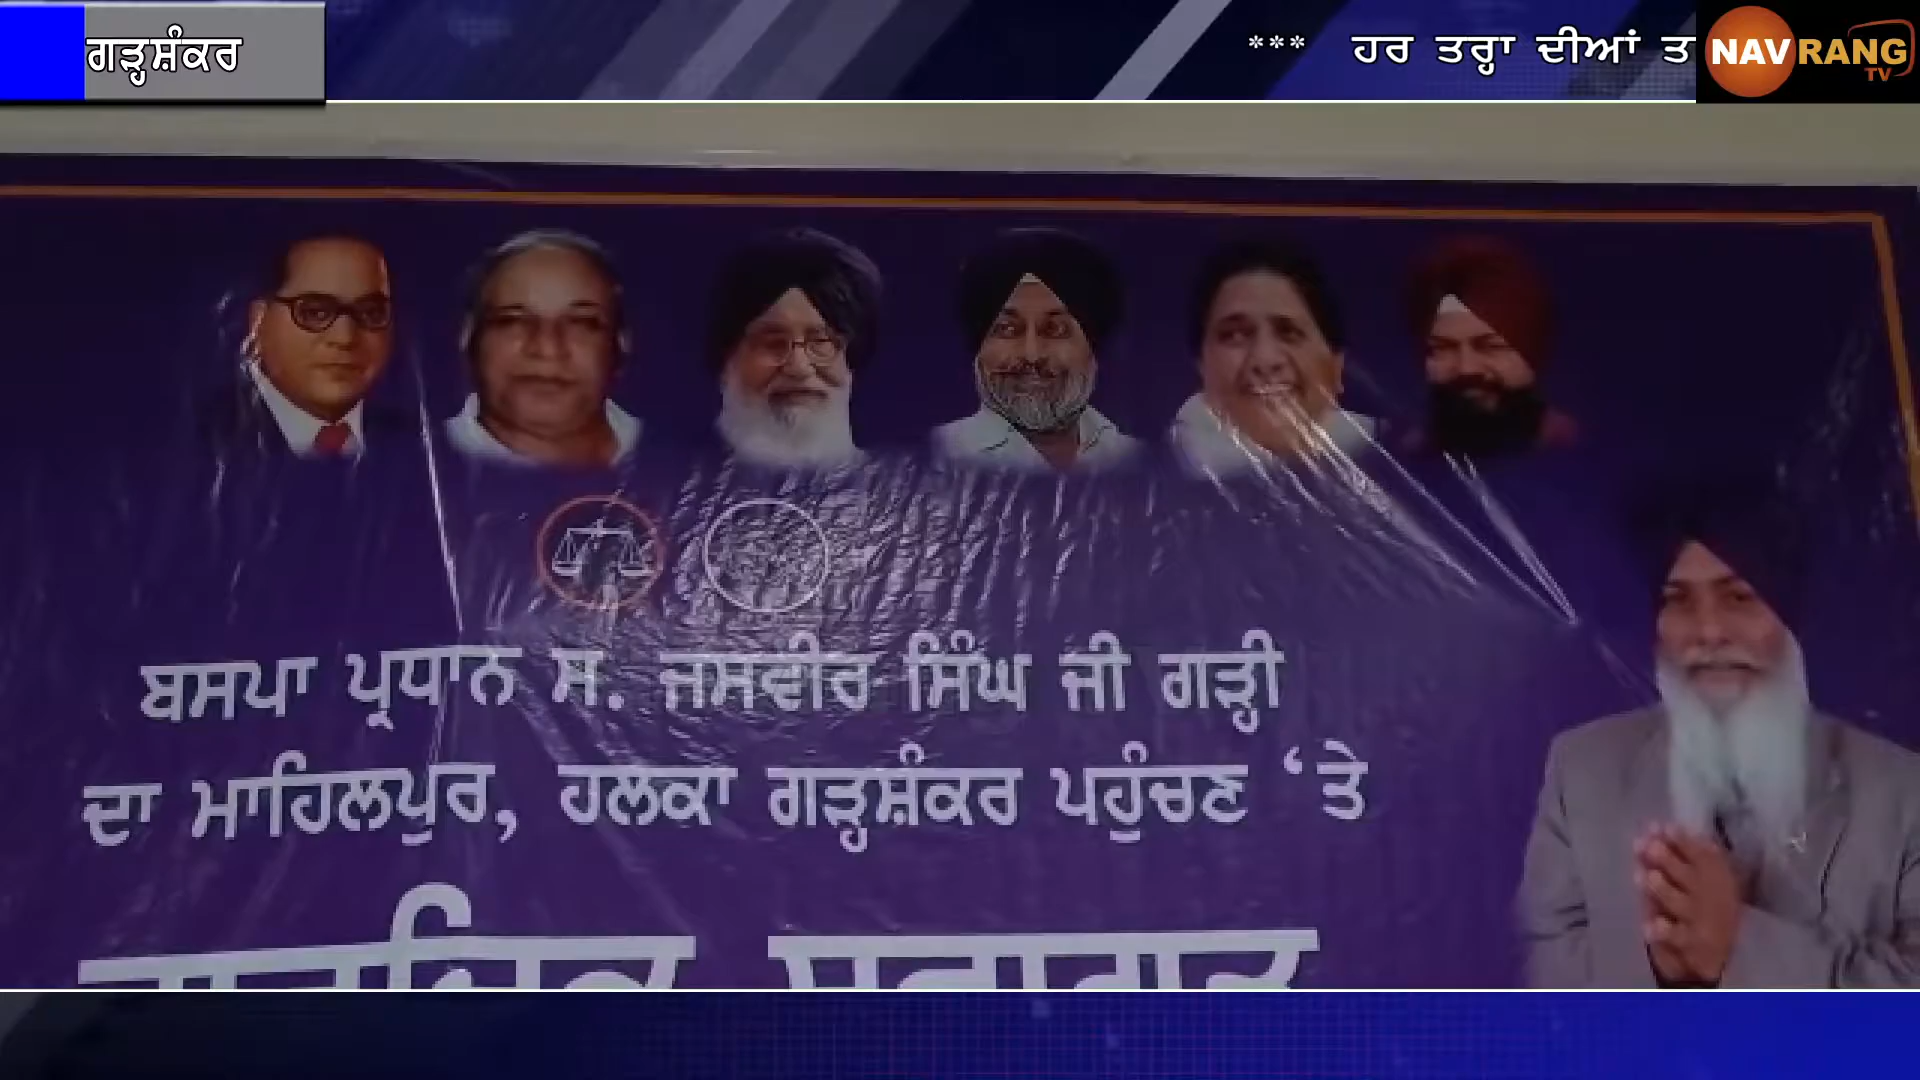 ਗੜ੍ਹਸ਼ੰਕਰ
*** ਹਰ ਤਰ੍ਹਾ ਦੀਆਂ ਤ
NAVRANG
TV
ਬਸਪਾ ਪ੍ਰਧਾਨ ਸ. ਜਸਵੀਰ ਸਿੰਘ ਜੀ ਗੜ੍ਹੀ
ਦਾ ਮਾਹਿਲਪੁਰ, ਹਲਕਾ ਗੜ੍ਹਸ਼ੰਕਰ ਪਹੁੰਚਣ ‘ਤੇ